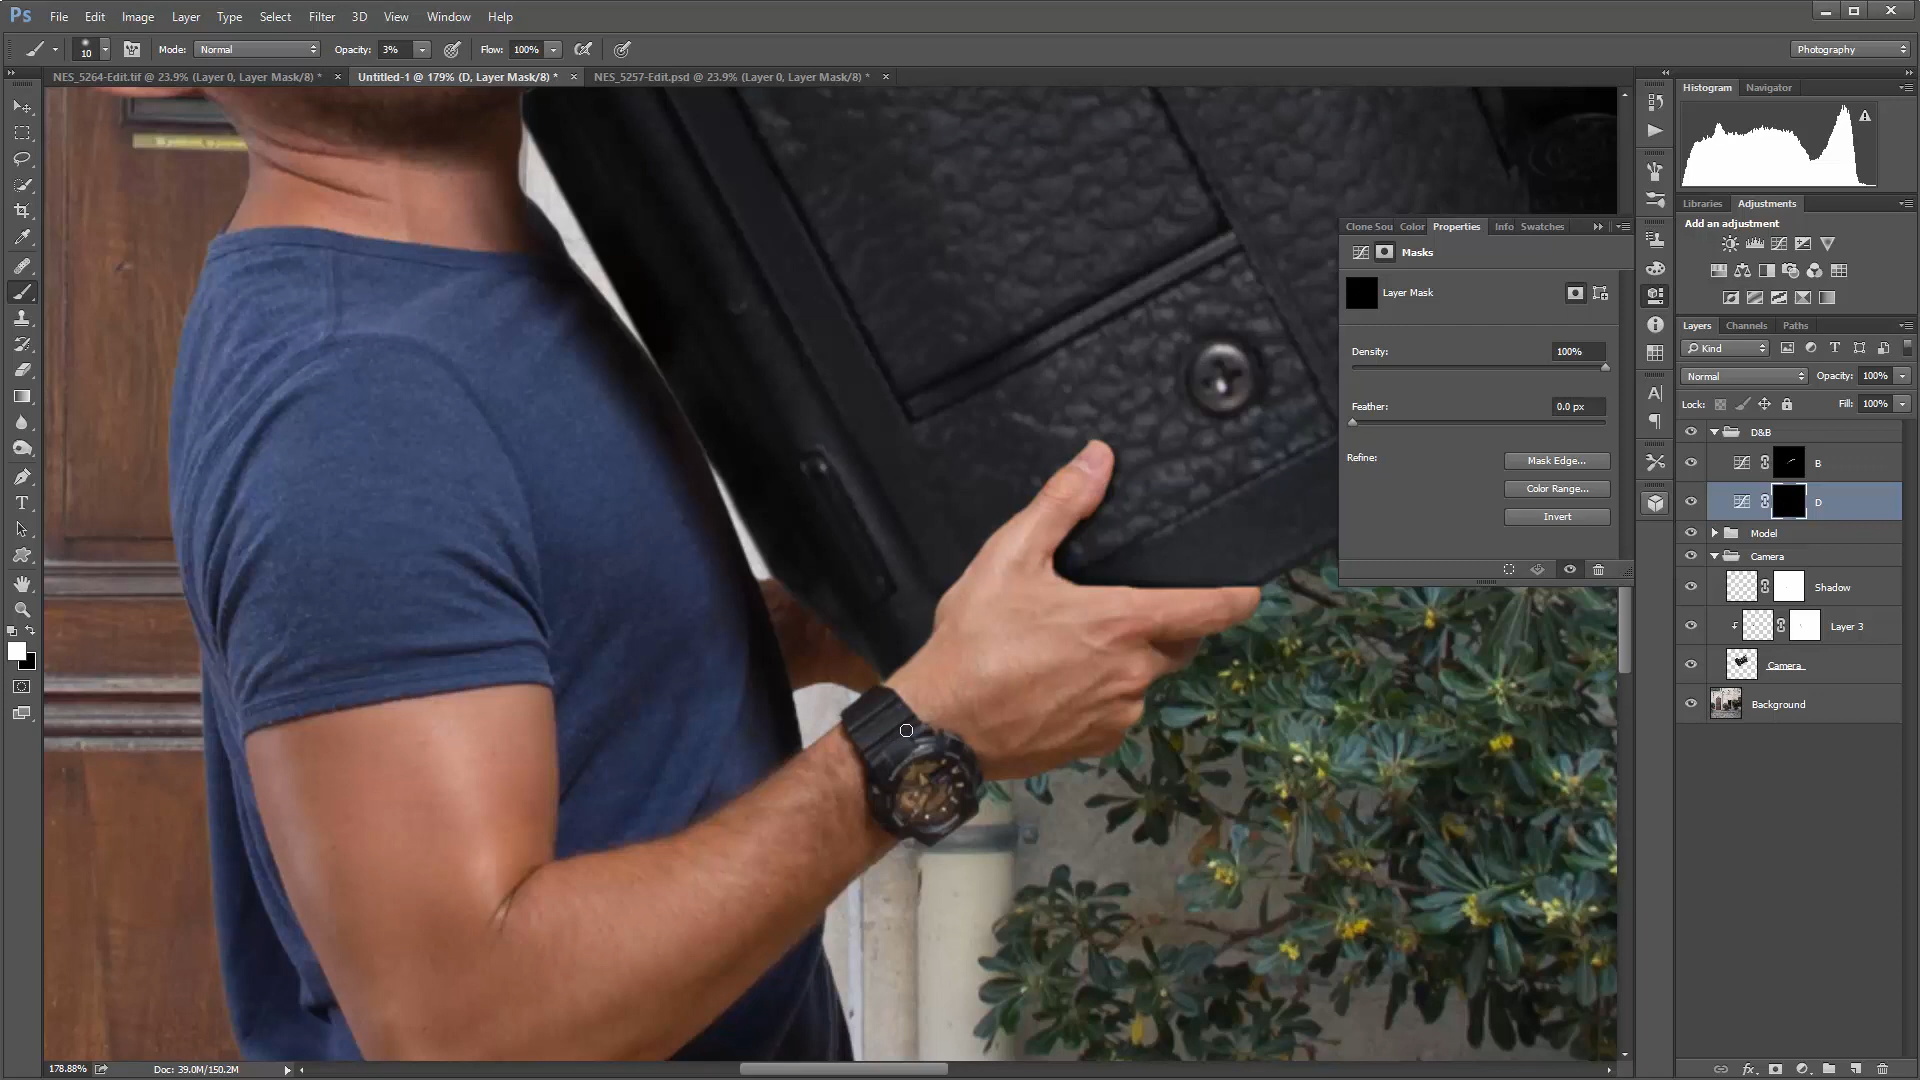 Ps File Edit Image Layer Type Select Filter 3D View Window Help
10 Mode: Normal Opacity: 3% Flow: 100% Photography
NES_5264-Edit.tif @ 23.9% (Layer 0, Layer Mask/8) * × Untitled-1 @ 179% (D, Layer Mask/8) * × NES_5257-Edit.psd @ 23.9% (Layer 0, Layer Mask/8) * ×
Histogram Navigator
Libraries Adjustments
Add an adjustment
Clone Sou Color Properties Info Swatches
Masks
Layer Mask
Density: 100%
Feather: 0.0 px
Refine: Mask Edge...
Color Range...
Invert
Layers Channels Paths
Kind
Normal Opacity: 100%
Lock: Fill: 100%
D&B
B
D
Model
Camera
Shadow
Layer 3
Camera
Background
178.88% Doc: 39.0M/150.2M